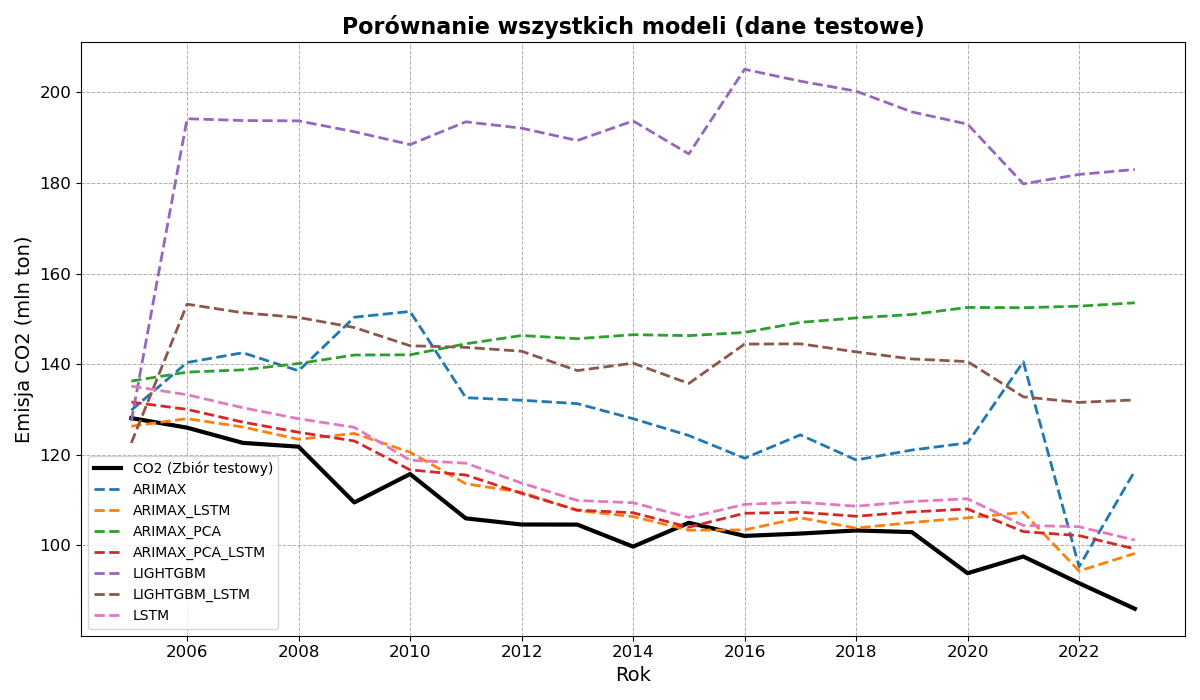 Porównanie wszystkich modeli (dane testowe)
Emisja CO2 (mln ton)
200
180
160
140
120
100
CO2 (Zbiór testowy)
ARIMAX
ARIMAX_LSTM
ARIMAX_PCA
ARIMAX_PCA_LSTM
LIGHTGBM
LIGHTGBM_LSTM
LSTM
2006 2008 2010 2012 2014 2016 2018 2020 2022
Rok